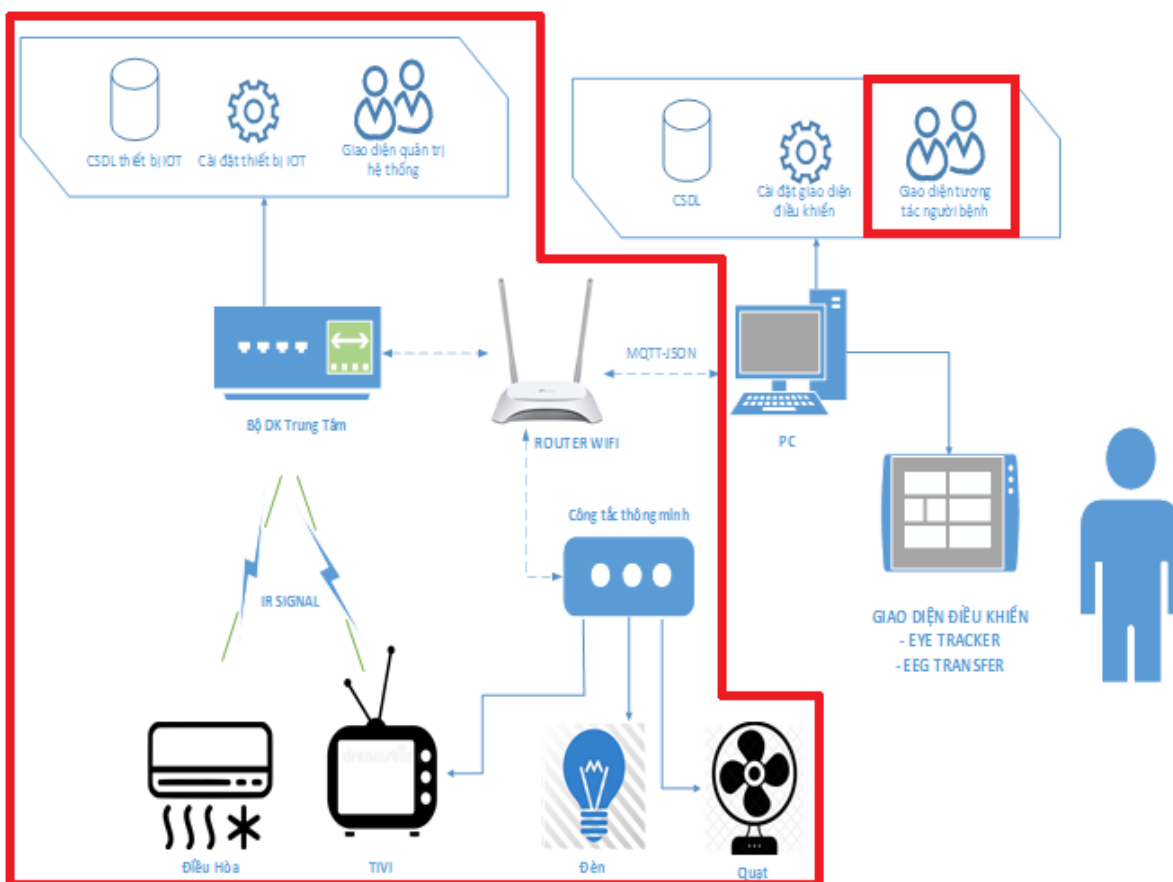 CSDL thiết bị IOT
Cài đặt thiết bị IOT
Giao diện quản trị
hệ thống
CSDL
Cài đặt giao diện
điều khiển
Giao diện tương
tác người bệnh
Bộ DK Trung Tâm
ROUTER WIFI
MQTT-JSON
PC
Công tắc thông minh
IR SIGNAL
GIAO DIỆN ĐIỀU KHIỂN
- EYE TRACKER
- EEG TRANSFER
dreamstime
Điều Hòa
TIVI
Đèn
Quạt